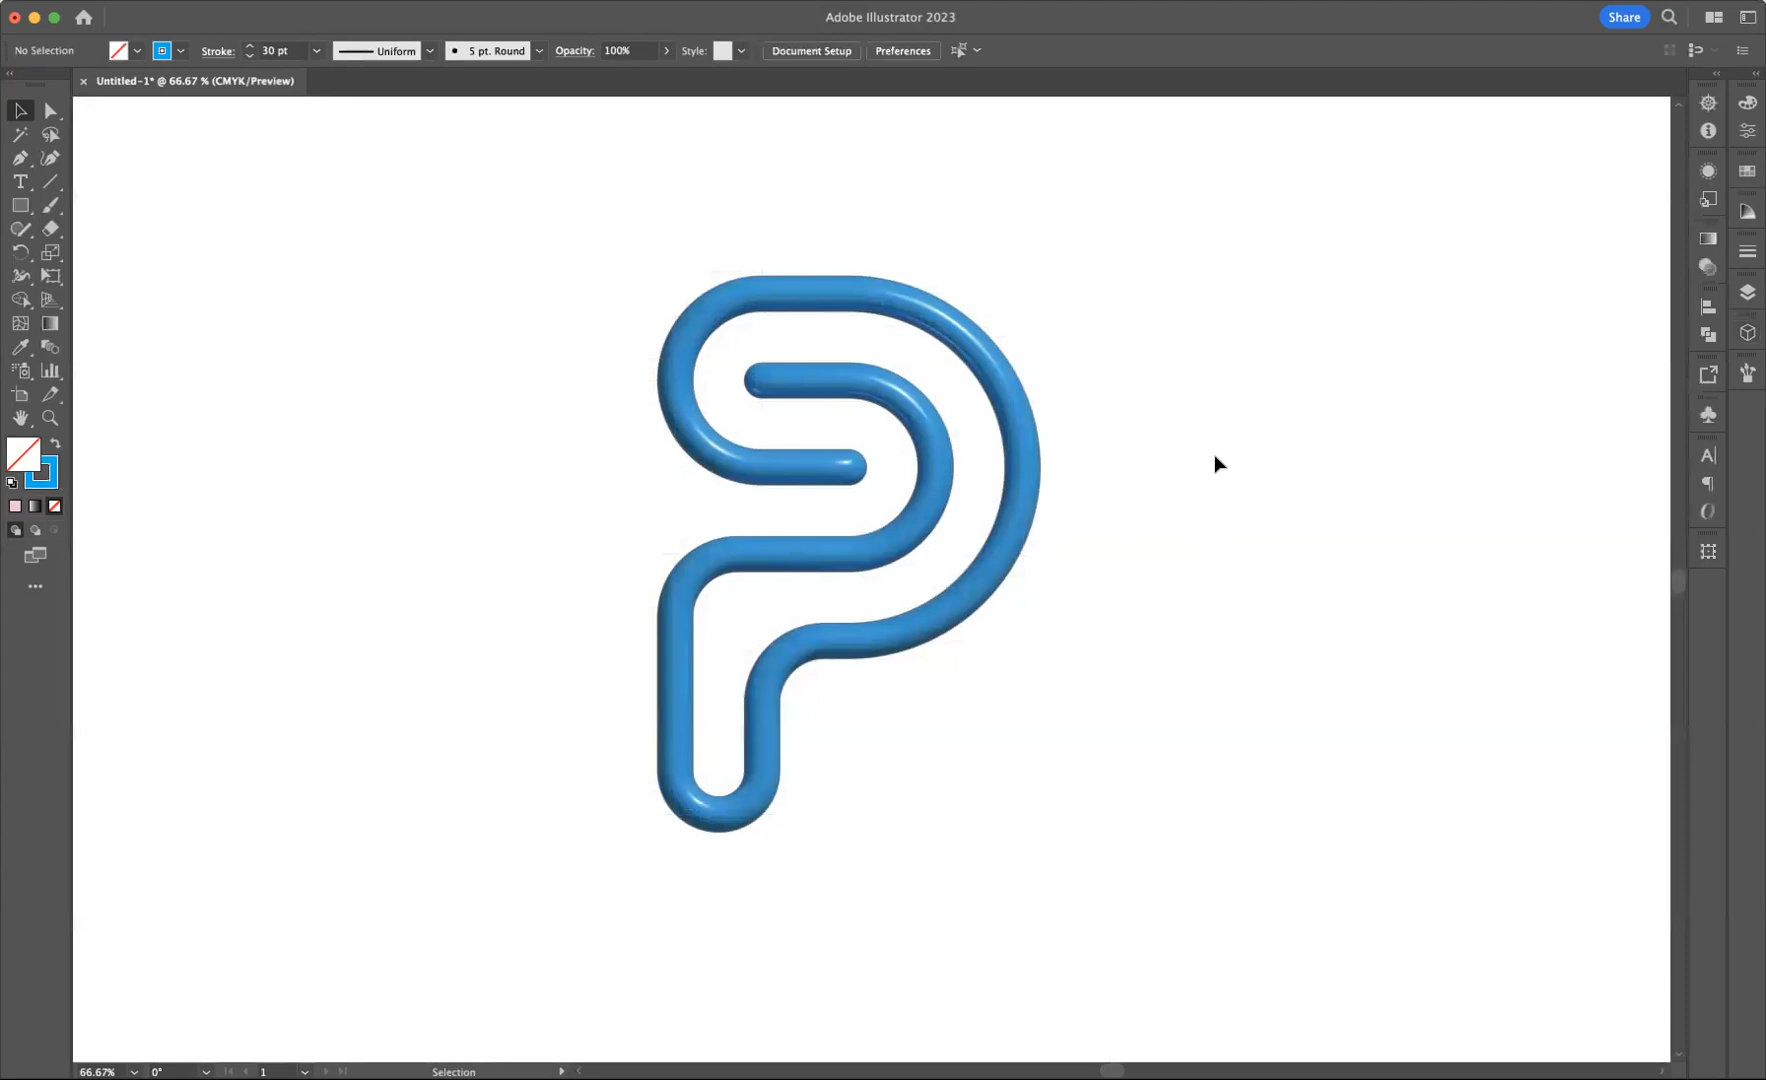 Adobe Illustrator 2023
Share
No Selection
Stroke:
30 pt
Uniform
5 pt. Round
Opacity:
100%
Style:
Document Setup
Preferences
Untitled-1* @ 66.67 % (CMYK/Preview)
66.67%
0°
1
Selection